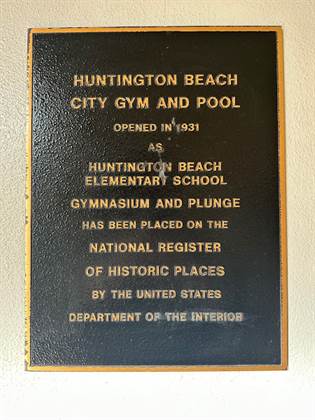 HUNTINGTON BEACH
CITY GYM AND POOL
OPENED IN 1931
AS
HUNTINGTON BEACH
ELEMENTARY SCHOOL
GYMNASIUM AND PLUNGE
HAS BEEN PLACED ON THE
NATIONAL REGISTER
OF HISTORIC PLACES
BY THE UNITED STATES
DEPARTMENT OF THE INTERIOR